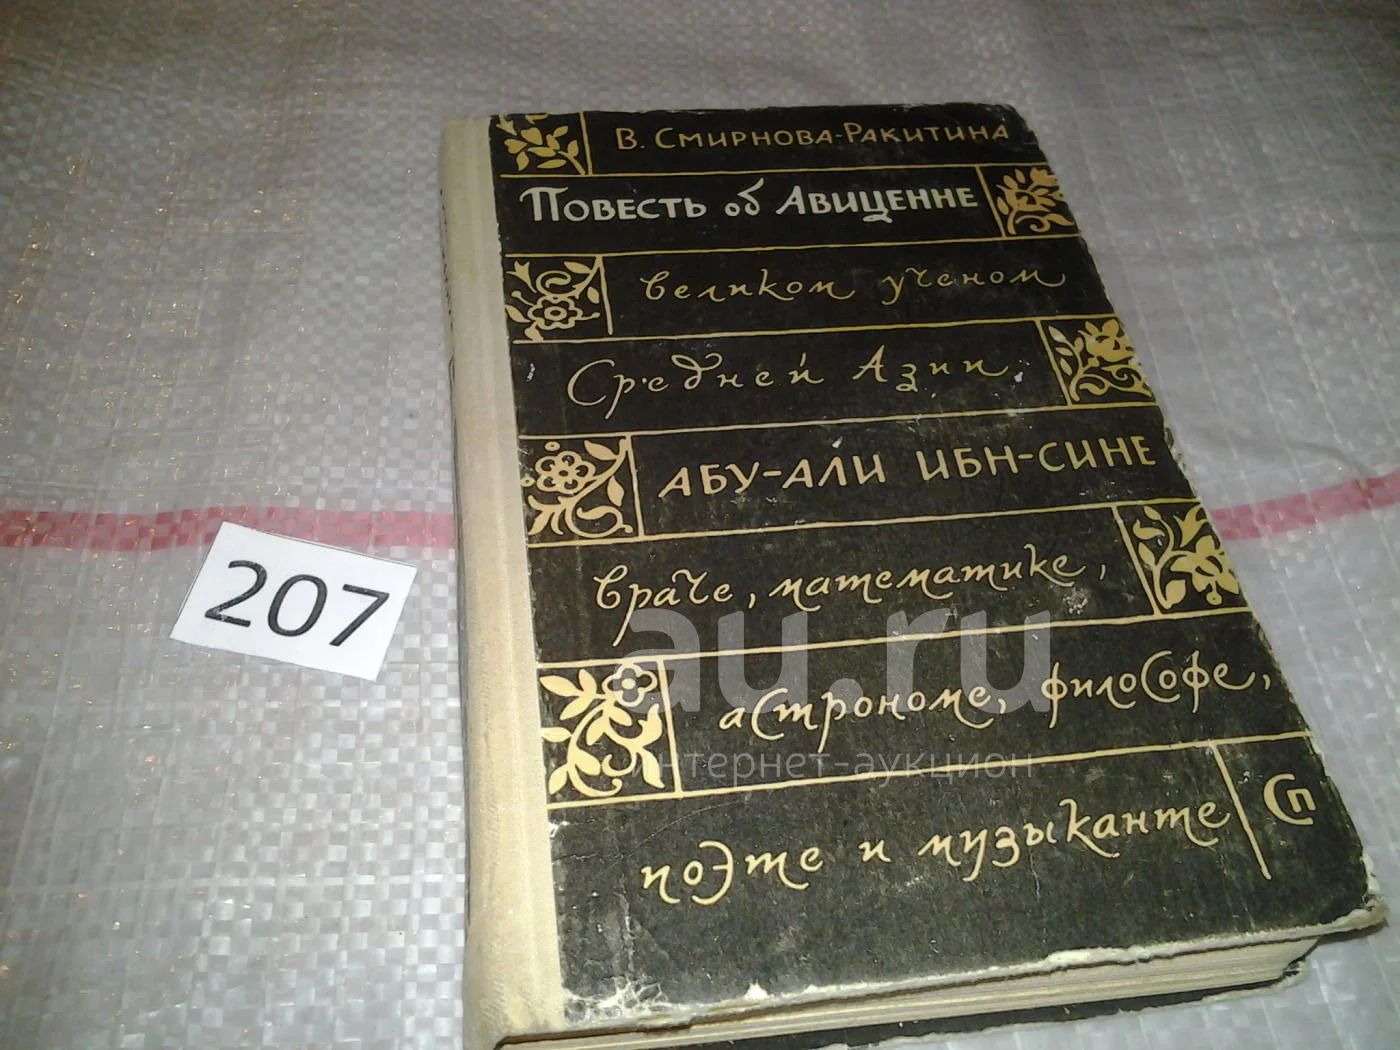 В. Смирнова-Ракитина
Повесть об Авиценне
великом ученом
Средней Азии
АБУ-АЛИ ИБН-СИНЕ
враче, математике,
астрономе, философе,
поэте и музыканте
Сп
207
au.ru
интернет-аукцион